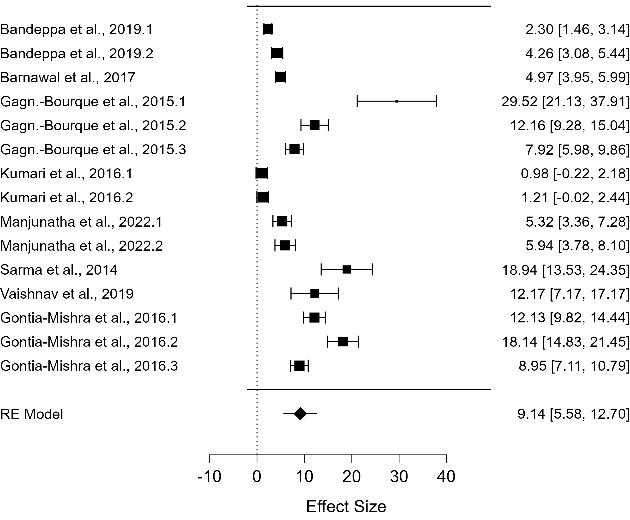 Bandeppa et al., 2019.1 2.30 [1.46, 3.14]
Bandeppa et al., 2019.2 4.26 [3.08, 5.44]
Barnawal et al., 2017 4.97 [3.95, 5.99]
Gagn.-Bourque et al., 2015.1 29.52 [21.13, 37.91]
Gagn.-Bourque et al., 2015.2 12.16 [9.28, 15.04]
Gagn.-Bourque et al., 2015.3 7.92 [5.98, 9.86]
Kumari et al., 2016.1 0.98 [-0.22, 2.18]
Kumari et al., 2016.2 1.21 [-0.02, 2.44]
Manjunatha et al., 2022.1 5.32 [3.36, 7.28]
Manjunatha et al., 2022.2 5.94 [3.78, 8.10]
Sarma et al., 2014 18.94 [13.53, 24.35]
Vaishnav et al., 2019 12.17 [7.17, 17.17]
Gontia-Mishra et al., 2016.1 12.13 [9.82, 14.44]
Gontia-Mishra et al., 2016.2 18.14 [14.83, 21.45]
Gontia-Mishra et al., 2016.3 8.95 [7.11, 10.79]
RE Model 9.14 [5.58, 12.70]
-10 0 10 20 30 40
Effect Size